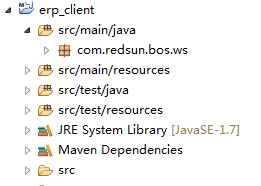 erp_client
src/main/java
com.redsun.bos.ws
src/main/resources
src/test/java
src/test/resources
JRE System Library [JavaSE-1.7]
Maven Dependencies
src